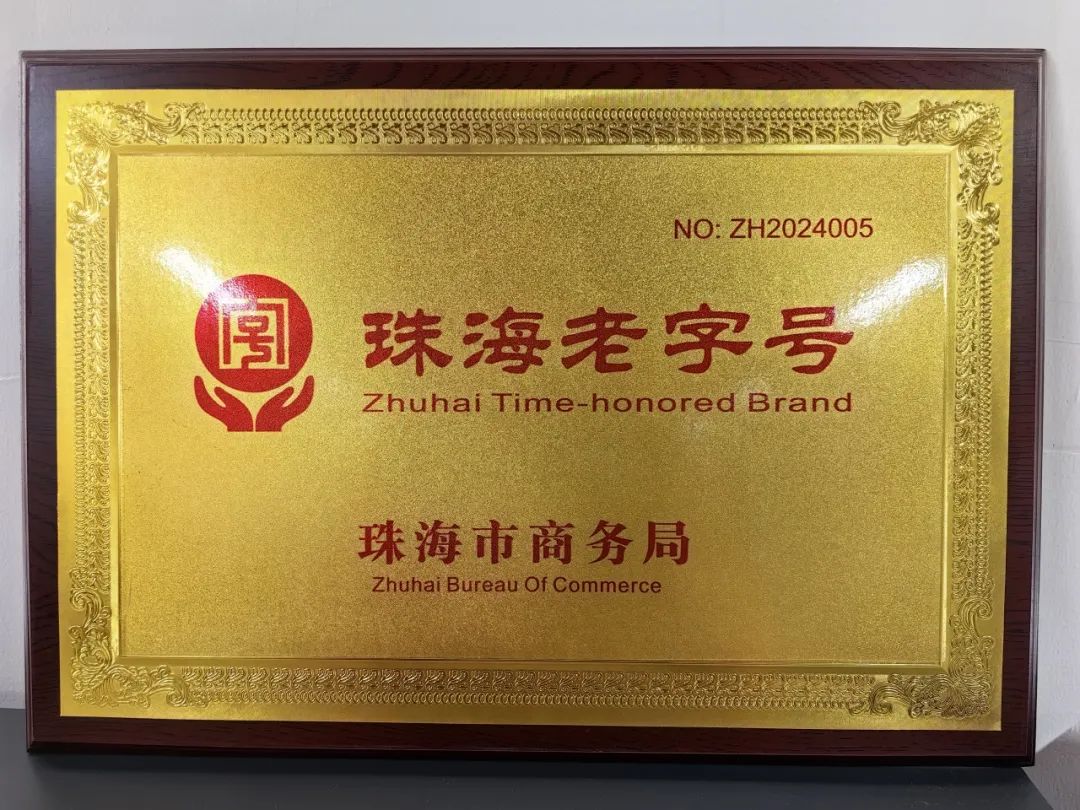 NO: ZH2024005
珠海老字号
Zhuhai Time-honored Brand
珠海市商务局
Zhuhai Bureau Of Commerce